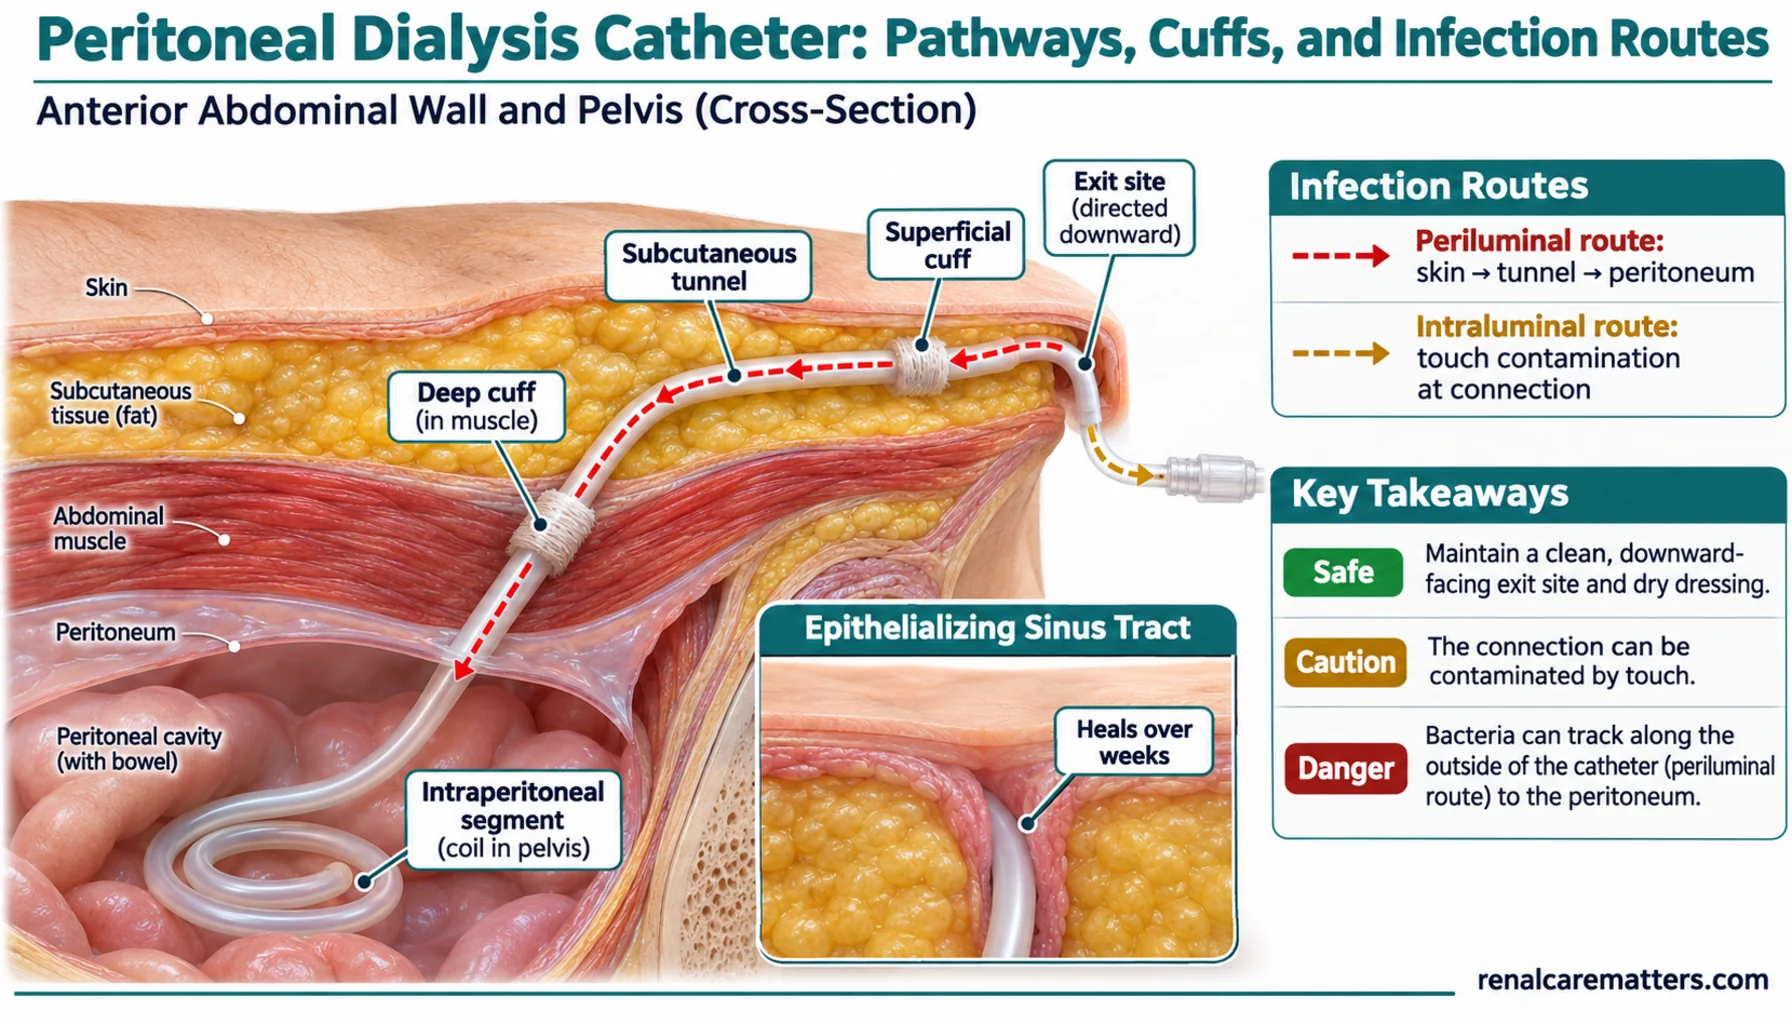 Peritoneal Dialysis Catheter: Pathways, Cuffs, and Infection Routes
Anterior Abdominal Wall and Pelvis (Cross-Section)
Skin
Subcutaneous
tissue (fat)
Abdominal
muscle
Peritoneum
Peritoneal cavity
(with bowel)
Deep cuff
(in muscle)
Subcutaneous
tunnel
Superficial
cuff
Exit site
(directed
downward)
Intraperitoneal
segment
(coil in pelvis)
Epithelializing Sinus Tract
Heals over
weeks
Infection Routes
Periluminal route:
skin → tunnel → peritoneum
Intraluminal route:
touch contamination
at connection
Key Takeaways
Safe
Maintain a clean, downward-
facing exit site and dry dressing.
Caution
The connection can be
contaminated by touch.
Danger
Bacteria can track along the
outside of the catheter (periluminal
route) to the peritoneum.
renalcarematters.com